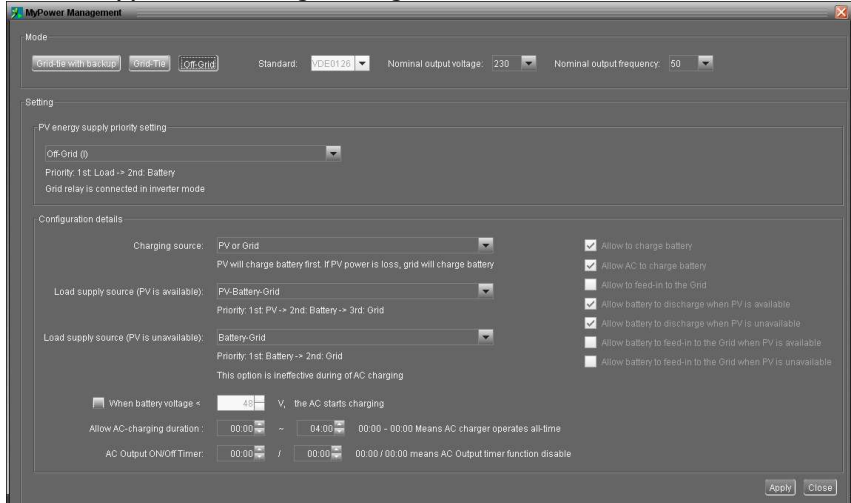 MyPower Management
Mode
Grid-tie with backup Grid-Tie Off-Grid Standard: VDE0126 Nominal output voltage: 230 Nominal output frequency: 50
Setting
PV energy supply priority setting
Off-Grid (I)
Priority: 1st: Load -> 2nd: Battery
Grid relay is connected in inverter mode
Configuration details
Charging source: PV or Grid
PV will charge battery first. If PV power is loss, grid will charge battery
Load supply source (PV is available): PV-Battery-Grid
Priority: 1st: PV -> 2nd: Battery -> 3rd: Grid
Load supply source (PV is unavailable): Battery-Grid
Priority: 1st: Battery -> 2nd: Grid
This option is ineffective during of AC charging
When battery voltage < 48 V, the AC starts charging
Allow AC-charging duration : 00:00 ~ 04:00 00:00 - 00:00 Means AC charger operates all-time
AC Output ON/Off Timer: 00:00 / 00:00 00:00 / 00:00 means AC Output timer function disable
Allow to charge battery
Allow AC to charge battery
Allow to feed-in to the Grid
Allow battery to discharge when PV is available
Allow battery to discharge when PV is unavailable
Allow battery to feed-in to the Grid when PV is available
Allow battery to feed-in to the Grid when PV is unavailable
Apply Close